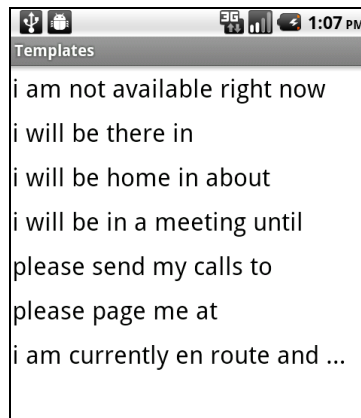 3G 1:07 PM
Templates
i am not available right now
i will be there in
i will be home in about
i will be in a meeting until
please send my calls to
please page me at
i am currently en route and ...